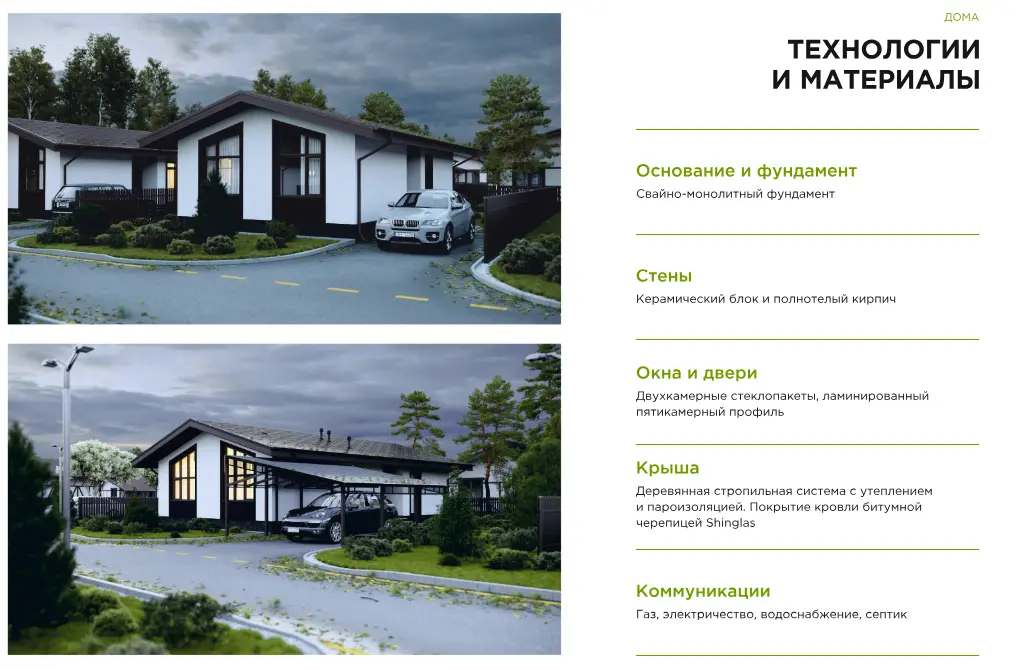 ДОМА
ТЕХНОЛОГИИ
И МАТЕРИАЛЫ
Основание и фундамент
Свайно-монолитный фундамент
Стены
Керамический блок и полнотелый кирпич
Окна и двери
Двухкамерные стеклопакеты, ламинированный
пятикамерный профиль
Крыша
Деревянная стропильная система с утеплением
и пароизоляцией. Покрытие кровли битумной
черепицей Shinglas
Коммуникации
Газ, электричество, водоснабжение, септик